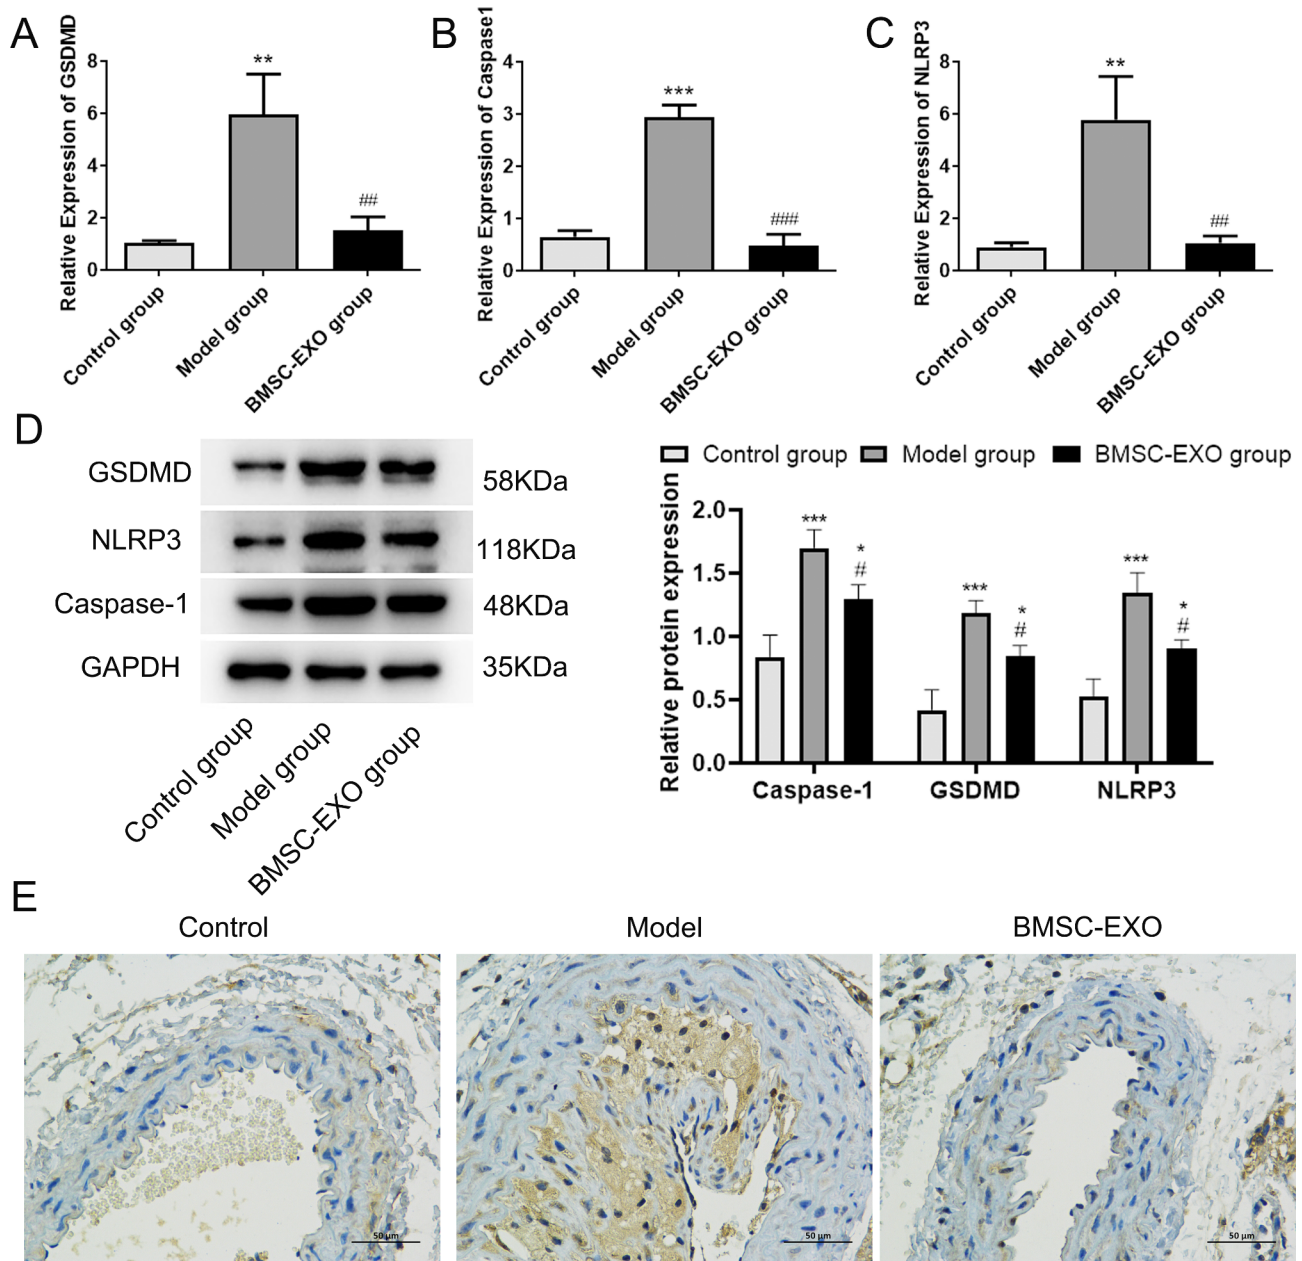 A
Relative Expression of GSDMD
8
6
4
2
0
**
##
Control group
Model group
BMSC-EXO group
B
Relative Expression of Caspase1
4
3
2
1
0
***
###
Control group
Model group
BMSC-EXO group
C
Relative Expression of NLRP3
8
6
4
2
0
**
##
Control group
Model group
BMSC-EXO group
D
GSDMD
58KDa
NLRP3
118KDa
Caspase-1
48KDa
GAPDH
35KDa
Control group
Model group
BMSC-EXO group
Control group
Model group
BMSC-EXO group
Relative protein expression
2.0
1.5
1.0
0.5
0.0
***
*
#
***
*
#
***
*
#
Caspase-1
GSDMD
NLRP3
E
Control
Model
BMSC-EXO
50 µm
50 µm
50 µm